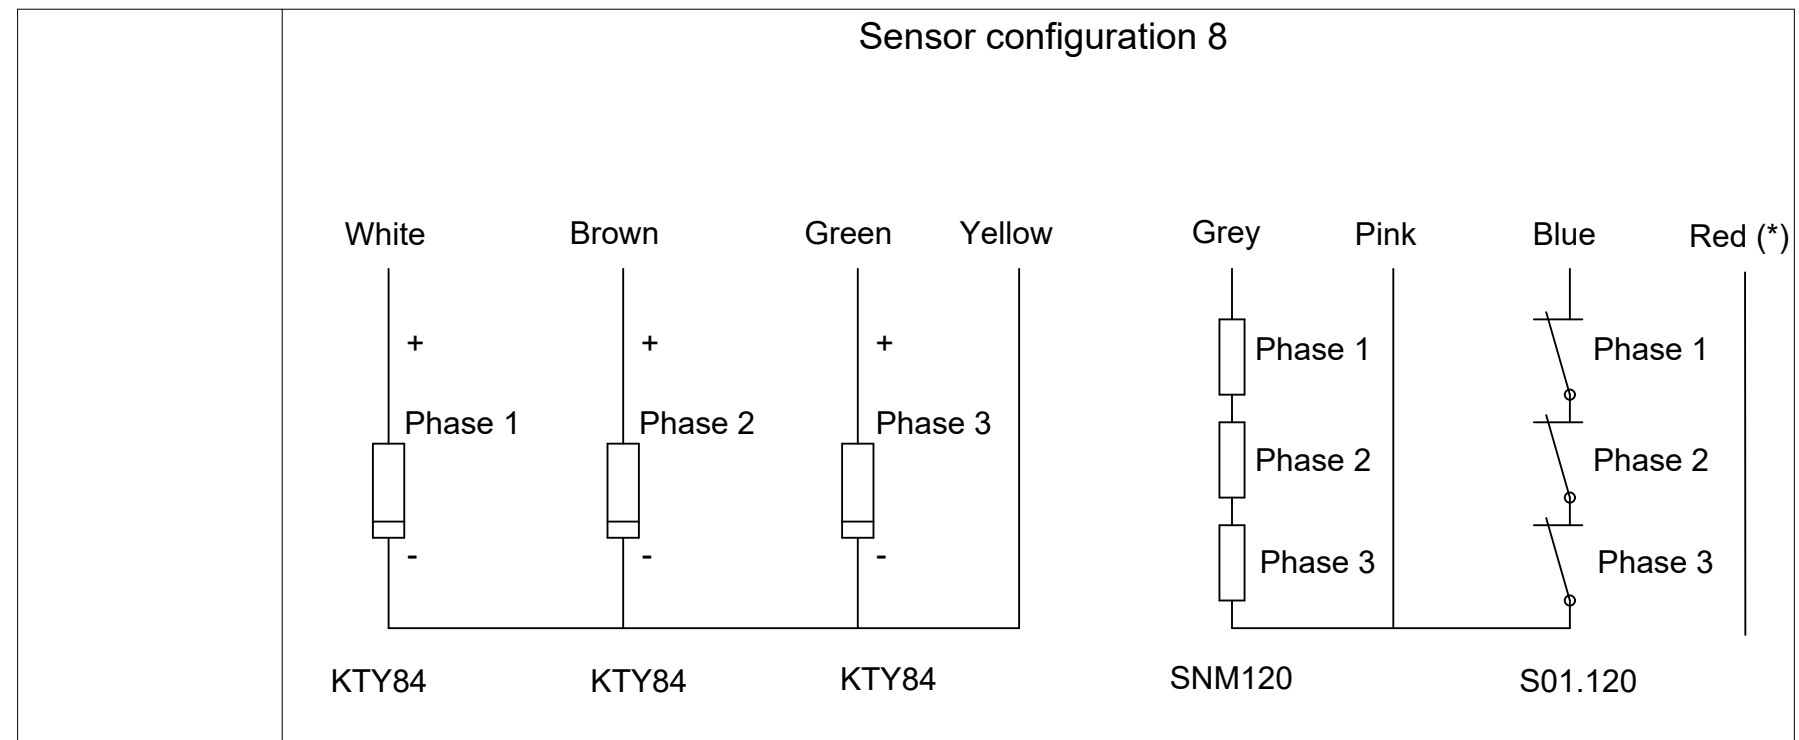 Sensor configuration 8
White Brown Green Yellow Grey Pink Blue Red (*)
+ + +
Phase 1 Phase 1
Phase 1 Phase 2 Phase 3
Phase 2 Phase 2
- - -
Phase 3 Phase 3
KTY84 KTY84 KTY84 SNM120 S01.120